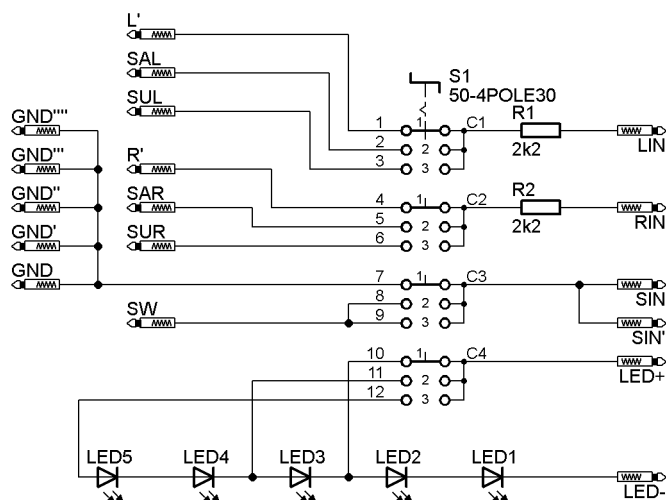 L'
SAL
S1
50-4POLE30
SUL
GND''''
1
1
C1
R1
2k2
LIN
2
2
GND'''
R'
3
3
GND''
SAR
4
1
C2
R2
2k2
RIN
5
2
GND'
SUR
6
3
GND
7
1
C3
SIN
8
2
SW
9
3
SIN'
10
1
C4
LED+
11
2
12
3
LED5
LED4
LED3
LED2
LED1
LED-